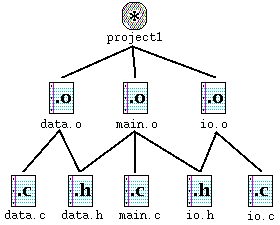 *
project1
.o .o .o
data.o main.o io.o
.c .h .c .h .c
data.c data.h main.c io.h io.c